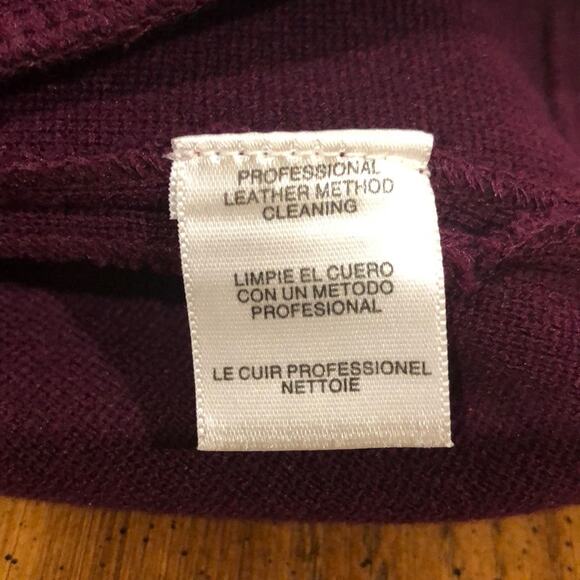 PROFESSIONAL
LEATHER METHOD
CLEANING
LIMPIE EL CUERO
CON UN METODO
PROFESIONAL
LE CUIR PROFESSIONEL
NETTOIE